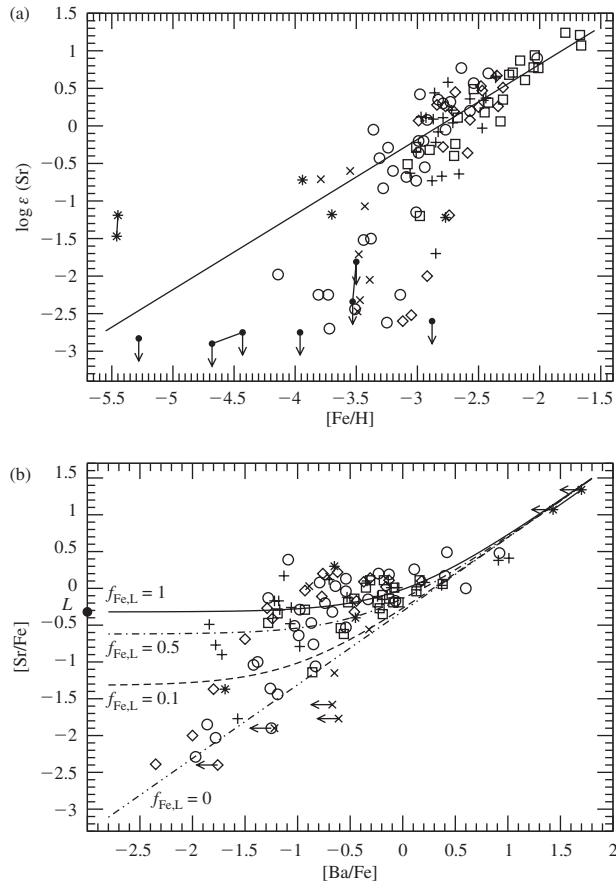 (a)
1.5
1
0.5
0
−0.5
−1
−1.5
−2
−2.5
−3
log ε (Sr)
−5.5 −5 −4.5 −4 −3.5 −3 −2.5 −2 −1.5
[Fe/H]
(b)
1.5
1
0.5
0
L
−0.5
−1
−1.5
−2
−2.5
−3
[Sr/Fe]
f_Fe,L = 1
f_Fe,L = 0.5
f_Fe,L = 0.1
f_Fe,L = 0
−2.5 −2 −1.5 −1 −0.5 0 0.5 1 1.5 2
[Ba/Fe]